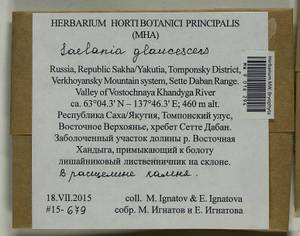 HERBARIUM HORTI BOTANICI PRINCIPALIS
(MHA)
Saelania glaucescens
Russia, Republic Sakha/Yakutia, Tomponsky District,
Verkhoyansky Mountain system, Sette Daban Range.
Valley of Vostochnaya Khandyga River
ca. 63°04.3' N – 137°46.3' E; 460 m alt.
Республика Саха/Якутия, Томпонский улус,
Восточное Верхоянье, хребет Сетте Дабан.
Заболоченный участок долины р. Восточная
Хандыга, примыкающий к болоту
лишайниковый лиственничник на склоне.
В расщелине камня.
18.VII.2015 coll. M. Ignatov & E. Ignatova
#15-679 собр. М. Игнатов и Е. Игнатова
Herbarium MW, Bryophyta